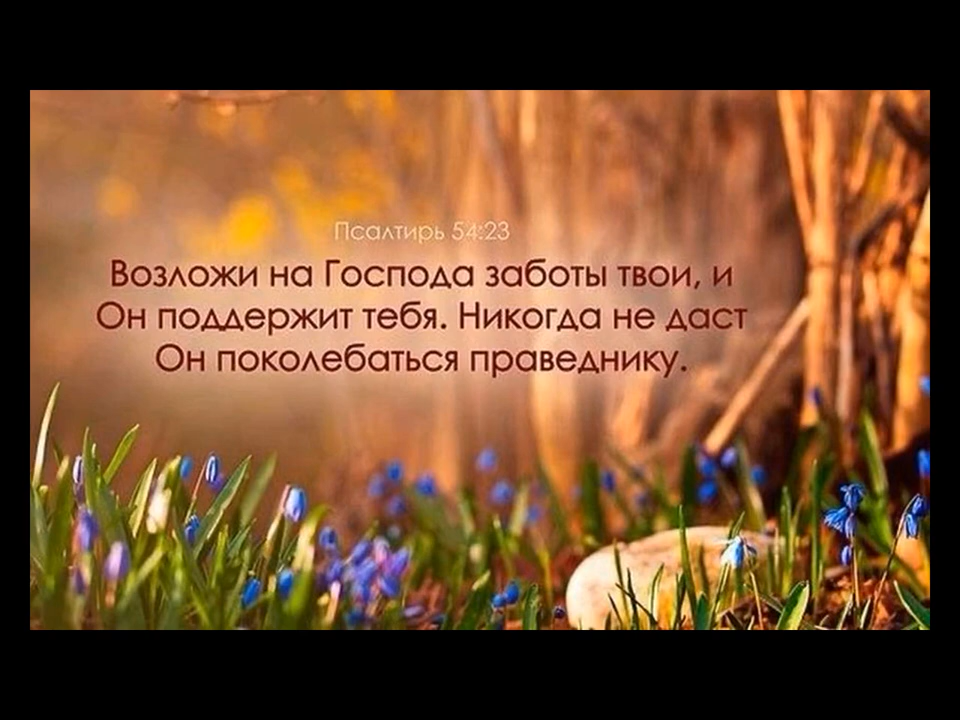 Псалтирь 54:23
Возложи на Господа заботы твои, и
Он поддержит тебя. Никогда не даст
Он поколебаться праведнику.